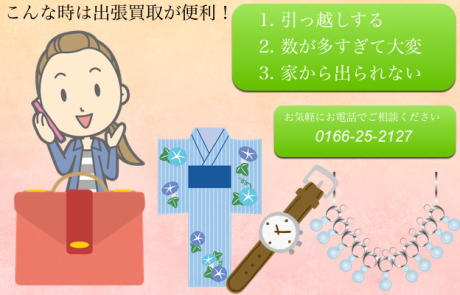 こんな時は出張買取が便利！
1. 引っ越しする
2. 数が多すぎて大変
3. 家から出られない
お気軽にお電話でご相談ください
0166-25-2127